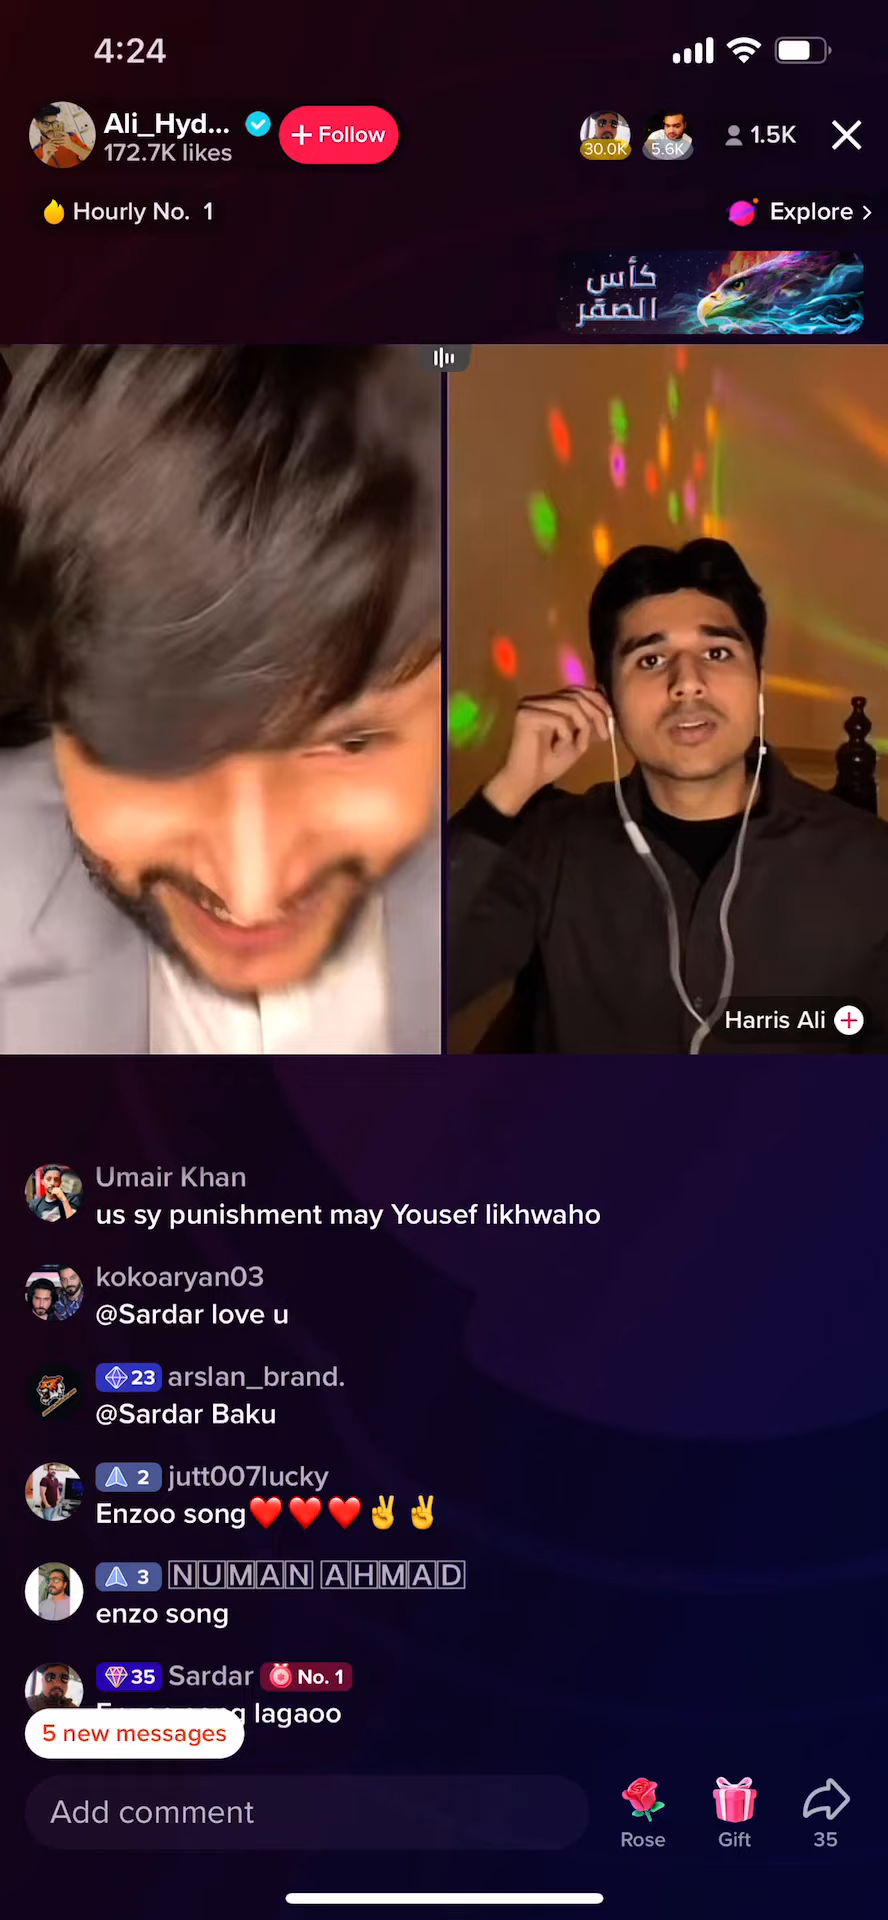 4:24
Ali_Hyd...
172.7K likes
+ Follow
30.0K
5.6K
1.5K
Hourly No. 1
Explore >
كأس
الصقر
Harris Ali
Umair Khan
us sy punishment may Yousef likhwaho
kokoaryan03
@Sardar love u
23 arslan_brand.
@Sardar Baku
2 jutt007lucky
Enzoo song❤️❤️❤️✌️✌️
3 🄽🅄🄼🄰🄽 🄰🄷🄼🄰🄳
enzo song
35 Sardar No. 1
lagaoo
5 new messages
Add comment
Rose
Gift
35